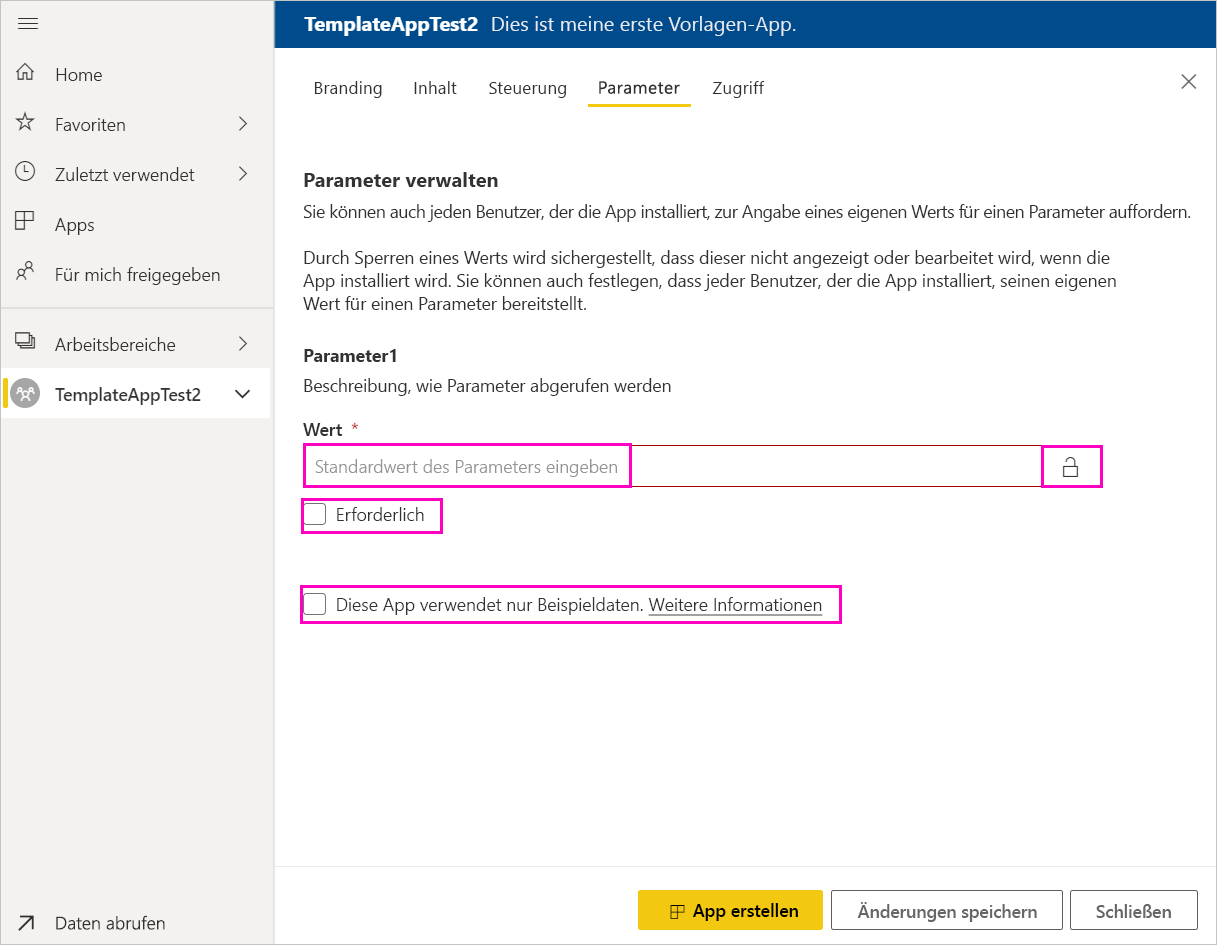 TemplateAppTest2 Dies ist meine erste Vorlagen-App.
Home
Favoriten
Zuletzt verwendet
Apps
Für mich freigegeben
Arbeitsbereiche
TemplateAppTest2
Daten abrufen
Branding Inhalt Steuerung Parameter Zugriff
Parameter verwalten
Sie können auch jeden Benutzer, der die App installiert, zur Angabe eines eigenen Werts für einen Parameter auffordern.
Durch Sperren eines Werts wird sichergestellt, dass dieser nicht angezeigt oder bearbeitet wird, wenn die
App installiert wird. Sie können auch festlegen, dass jeder Benutzer, der die App installiert, seinen eigenen
Wert für einen Parameter bereitstellt.
Parameter1
Beschreibung, wie Parameter abgerufen werden
Wert *
Standardwert des Parameters eingeben
Erforderlich
Diese App verwendet nur Beispieldaten. Weitere Informationen
App erstellen Änderungen speichern Schließen